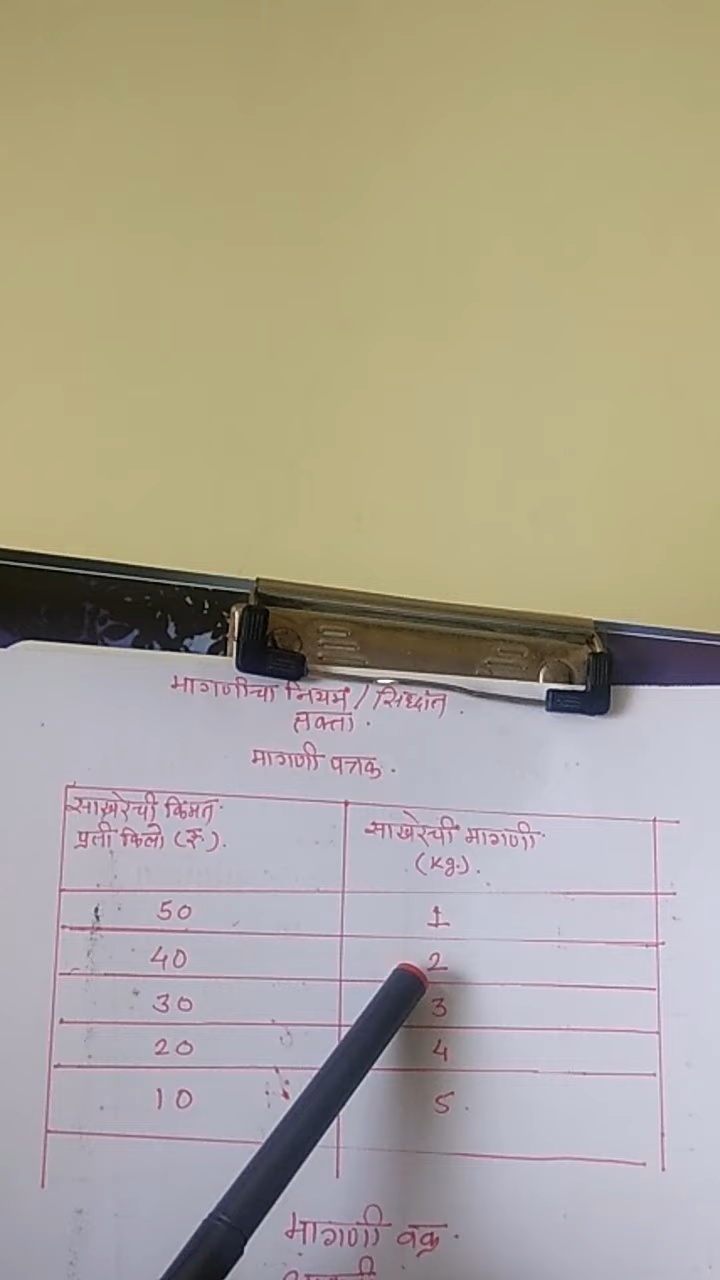 मागणीचा नियम / सिद्धांत .
तक्ता .
मागणी पत्रक .
साखरेची किंमत
प्रती किलो (रु).
साखरेची मागणी
(Kg.).
50 1
40 2
30 3
20 4
10 5.
मागणी वक्र .